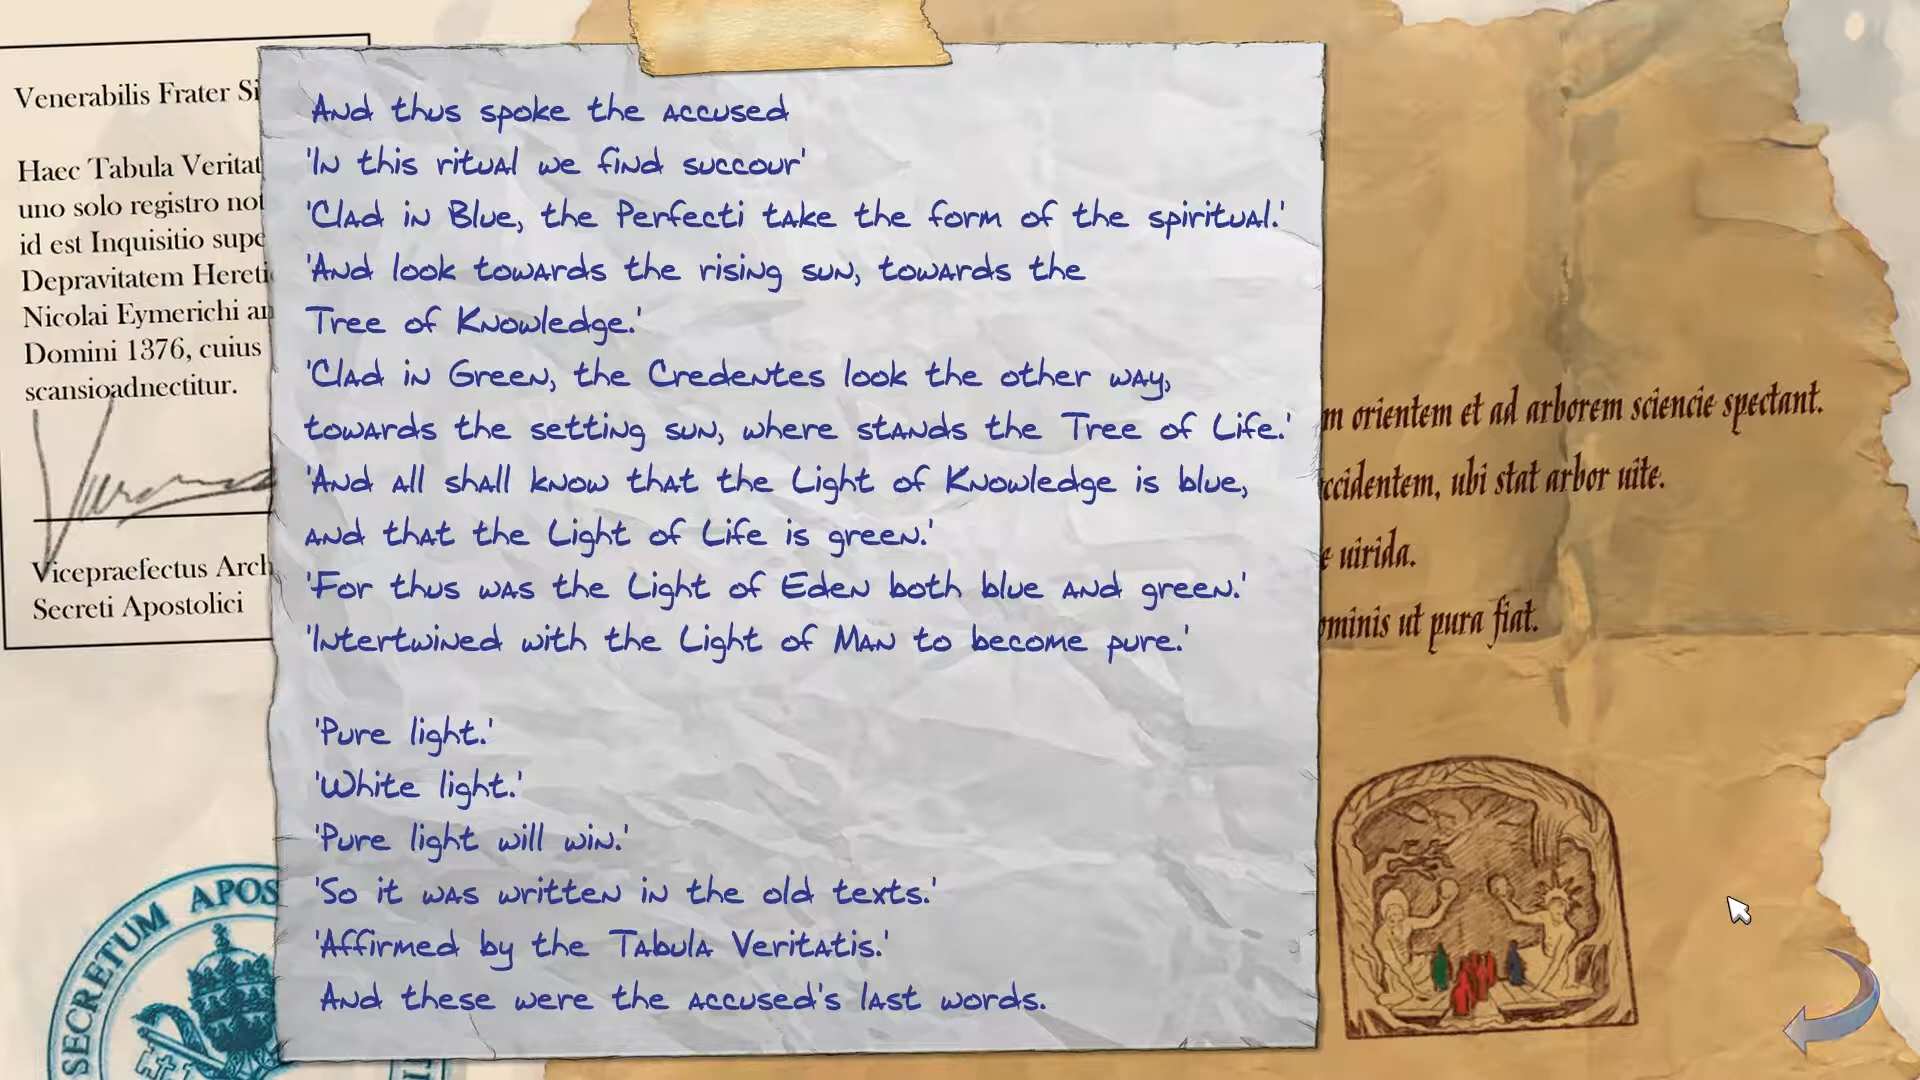 Venerabilis Frater Si
Haec Tabula Veritat
uno solo registro not
id est Inquisitio supe
Depravitatem Hereti
Nicolai Eymerichi an
Domini 1376, cuius
scansioadnectitur.
Vicepraefectus Arch
Secreti Apostolici
SECRETUM APOS
And thus spoke the accused
'In this ritual we find succour'
'Clad in Blue, the Perfecti take the form of the spiritual.'
'And look towards the rising sun, towards the
Tree of Knowledge.'
'Clad in Green, the Credentes look the other way,
towards the setting sun, where stands the Tree of Life.'
'And all shall know that the Light of Knowledge is blue,
and that the Light of Life is green.'
'For thus was the Light of Eden both blue and green.'
'Intertwined with the Light of Man to become pure.'
'Pure light.'
'White light.'
'Pure light will win.'
'So it was written in the old texts.'
'Affirmed by the Tabula Veritatis.'
And these were the accused's last words.
m orientem et ad arborem sciencie spectant.
ccidentem, ubi stat arbor uite.
e uirida.
ominis ut pura fiat.